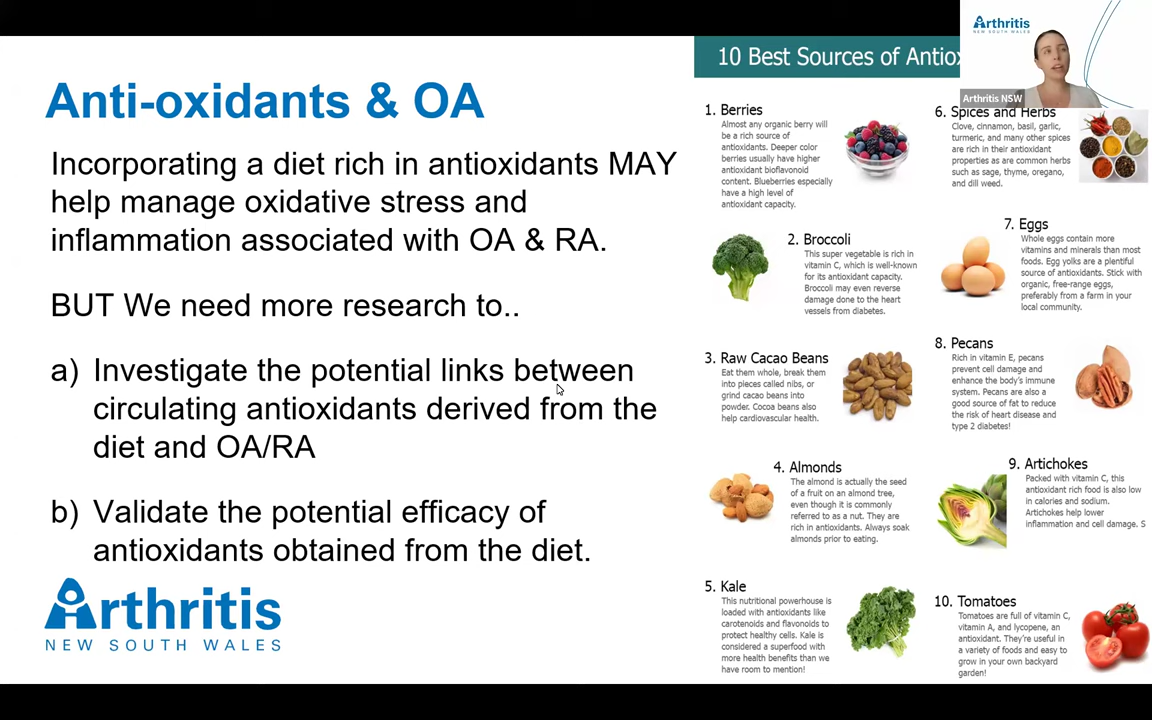 Anti-oxidants & OA
Incorporating a diet rich in antioxidants MAY
help manage oxidative stress and
inflammation associated with OA & RA.
BUT We need more research to..
a) Investigate the potential links between
circulating antioxidants derived from the
diet and OA/RA
b) Validate the potential efficacy of
antioxidants obtained from the diet.
Arthritis
NEW SOUTH WALES
10 Best Sources of Antiox
1. Berries
Almost any organic berry will
be a rich source of
antioxidants. Deeper color
berries usually have higher
antioxidant bioflavonoid
content. Blueberries especially
have a high level of
antioxidant capacity.
2. Broccoli
This super vegetable is rich in
vitamin C, which is well-known
for its antioxidant capacity.
Broccoli may even reverse
damage done to the heart
vessels from diabetes.
3. Raw Cacao Beans
Eat them whole, break them
into pieces called nibs, or
grind cacao beans into
powder. Cocoa beans also
help cardiovascular health.
4. Almonds
The almond is actually the seed
of a fruit on an almond tree,
even though it is commonly
referred to as a nut. They are
rich in antioxidants. Always soak
almonds prior to eating.
5. Kale
This nutritional powerhouse is
loaded with antioxidants like
carotenoids and flavonoids to
protect healthy cells. Kale is
considered a superfood with
more health benefits than we
have room to mention!
6. Spices and Herbs
Clove, cinnamon, basil, garlic,
turmeric, and many other spices
are rich in their antioxidant
properties as are common herbs
such as sage, thyme, oregano,
and dill weed.
7. Eggs
Whole eggs contain more
vitamins and minerals than most
foods. Egg yolks are a plentiful
source of antioxidants. Stick with
organic, free-range eggs,
preferably from a farm in your
local community.
8. Pecans
Rich in vitamin E, pecans
prevent cell damage and
enhance the body's immune
system. Pecans are also a
good source of fat to reduce
the risk of heart disease and
type 2 diabetes!
9. Artichokes
Packed with vitamin C, this
antioxidant rich food is also low
in calories and sodium.
Artichokes help lower
inflammation and cell damage. S
10. Tomatoes
Tomatoes are full of vitamin C,
vitamin A, and lycopene, an
antioxidant. They're useful in
a variety of foods and easy to
grow in your own backyard
garden!
Arthritis
NEW SOUTH WALES
Arthritis NSW